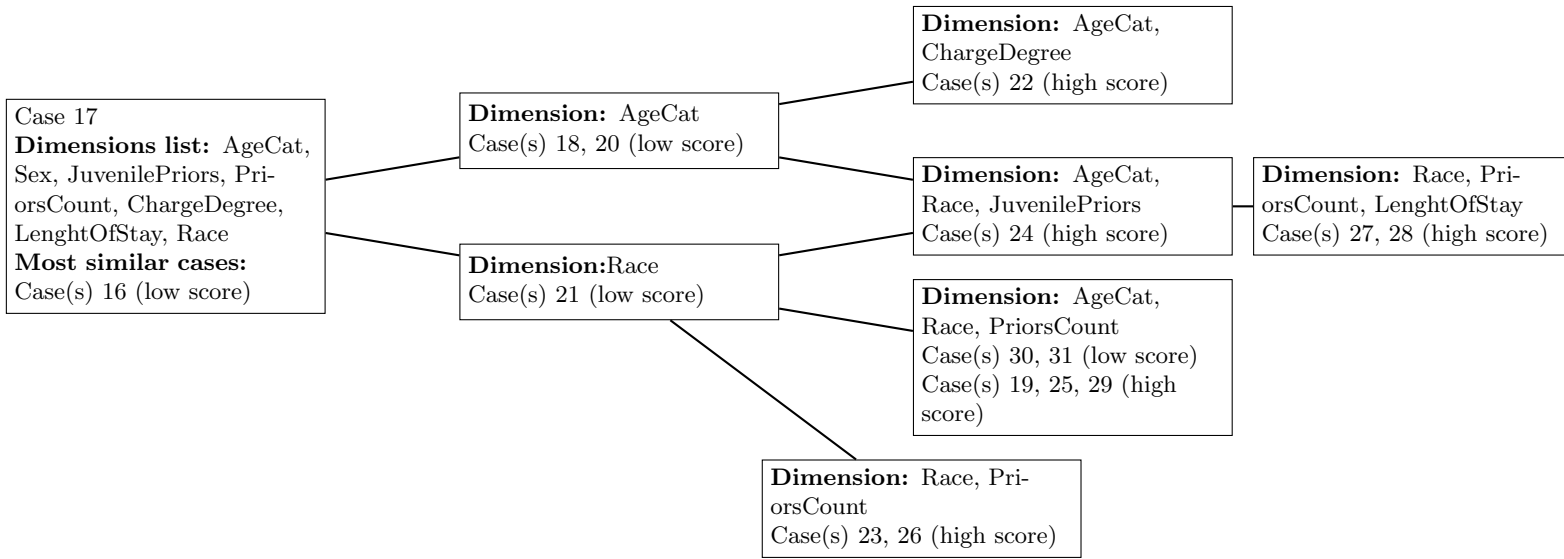 Case 17
Dimensions list: AgeCat,
Sex, JuvenilePriors, Pri-
orsCount, ChargeDegree,
LenghtOfStay, Race
Most similar cases:
Case(s) 16 (low score)
Dimension: AgeCat
Case(s) 18, 20 (low score)
Dimension:Race
Case(s) 21 (low score)
Dimension: AgeCat,
ChargeDegree
Case(s) 22 (high score)
Dimension: AgeCat,
Race, JuvenilePriors
Case(s) 24 (high score)
Dimension: Race, Pri-
orsCount, LenghtOfStay
Case(s) 27, 28 (high score)
Dimension: AgeCat,
Race, PriorsCount
Case(s) 30, 31 (low score)
Case(s) 19, 25, 29 (high
score)
Dimension: Race, Pri-
orsCount
Case(s) 23, 26 (high score)